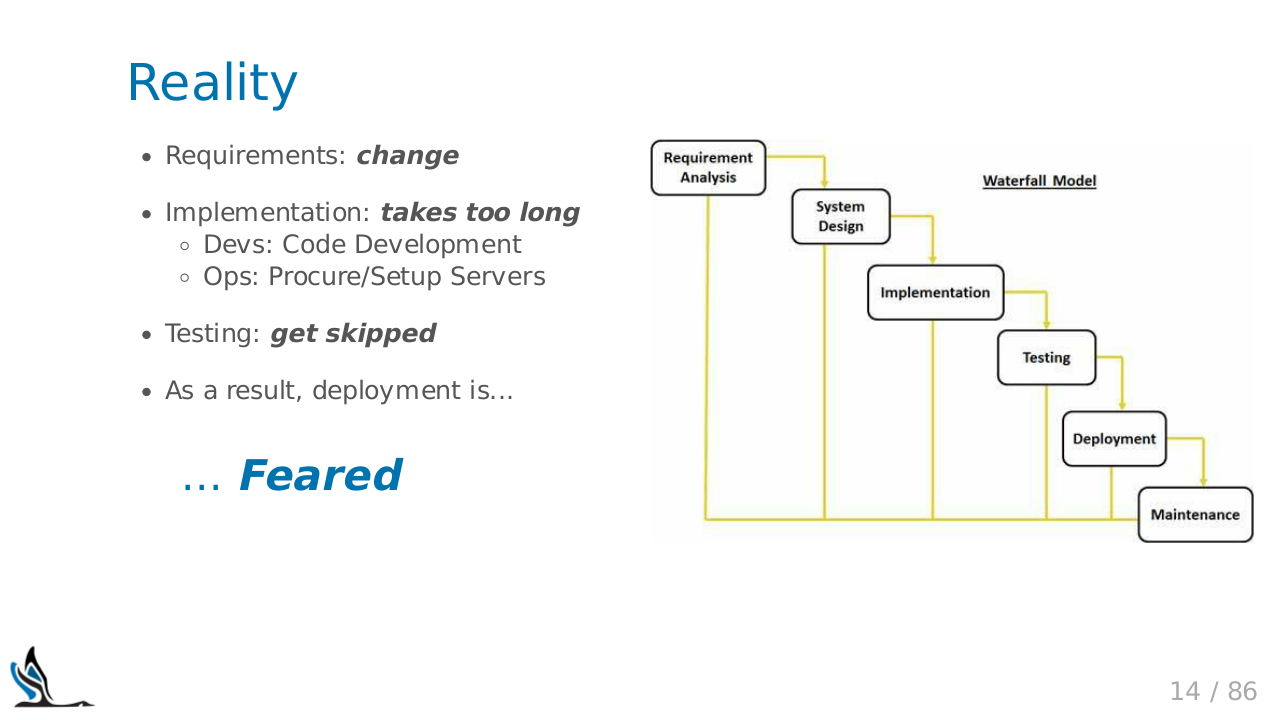 Reality
• Requirements: change
• Implementation: takes too long
◦ Devs: Code Development
◦ Ops: Procure/Setup Servers
• Testing: get skipped
• As a result, deployment is...
... Feared
Waterfall Model
Requirement
Analysis
System
Design
Implementation
Testing
Deployment
Maintenance
14 / 86